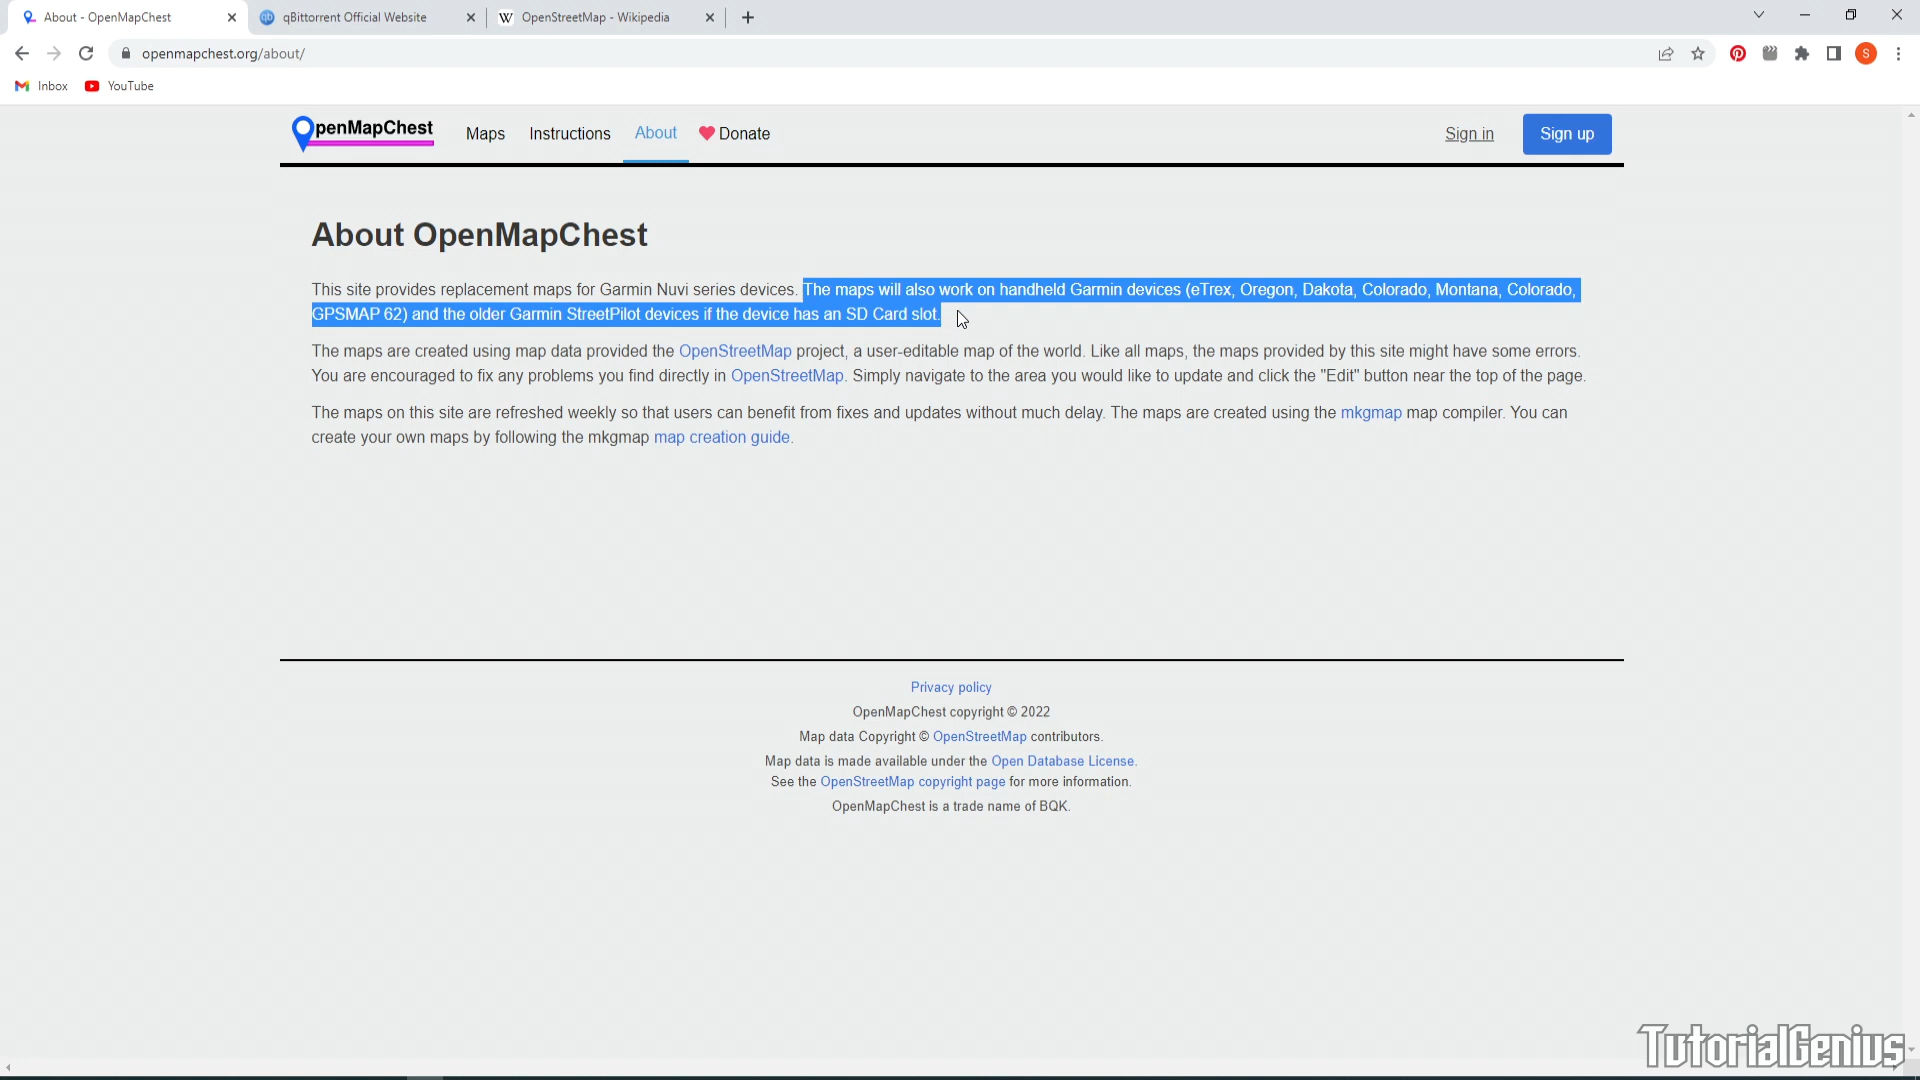 About - OpenMapChest
qBittorrent Official Website
OpenStreetMap - Wikipedia
openmapchest.org/about/
S
Inbox
YouTube
penMapChest
Maps
Instructions
About
Donate
Sign in
Sign up
About OpenMapChest
This site provides replacement maps for Garmin Nuvi series devices. The maps will also work on handheld Garmin devices (eTrex, Oregon, Dakota, Colorado, Montana, Colorado,
GPSMAP 62) and the older Garmin StreetPilot devices if the device has an SD Card slot.
The maps are created using map data provided the OpenStreetMap project, a user-editable map of the world. Like all maps, the maps provided by this site might have some errors.
You are encouraged to fix any problems you find directly in OpenStreetMap. Simply navigate to the area you would like to update and click the "Edit" button near the top of the page.
The maps on this site are refreshed weekly so that users can benefit from fixes and updates without much delay. The maps are created using the mkgmap map compiler. You can
create your own maps by following the mkgmap map creation guide.
Privacy policy
OpenMapChest copyright © 2022
Map data Copyright © OpenStreetMap contributors.
Map data is made available under the Open Database License.
See the OpenStreetMap copyright page for more information.
OpenMapChest is a trade name of BQK.
TutorialGenius